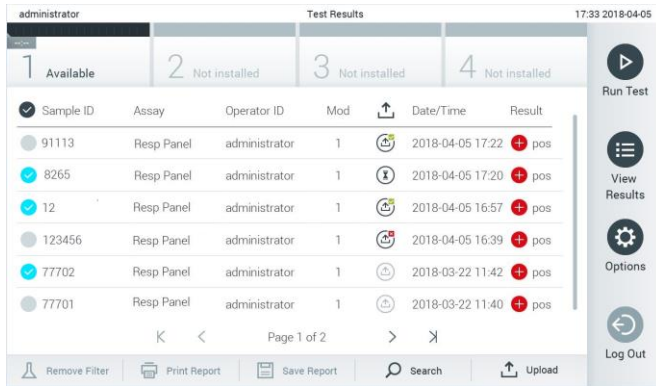 administrator Test Results 17:33 2018-04-05
1 Available 2 Not installed 3 Not installed 4 Not installed
Run Test
Sample ID Assay Operator ID Mod Date/Time Result
91113 Resp Panel administrator 1 2018-04-05 17:22 pos
8265 Resp Panel administrator 1 2018-04-05 17:20 pos
View Results
12 Resp Panel administrator 1 2018-04-05 16:57 pos
123456 Resp Panel administrator 1 2018-04-05 16:39 pos
77702 Resp Panel administrator 1 2018-03-22 11:42 pos
Options
77701 Resp Panel administrator 1 2018-03-22 11:40 pos
Page 1 of 2
Log Out
Remove Filter Print Report Save Report Search Upload